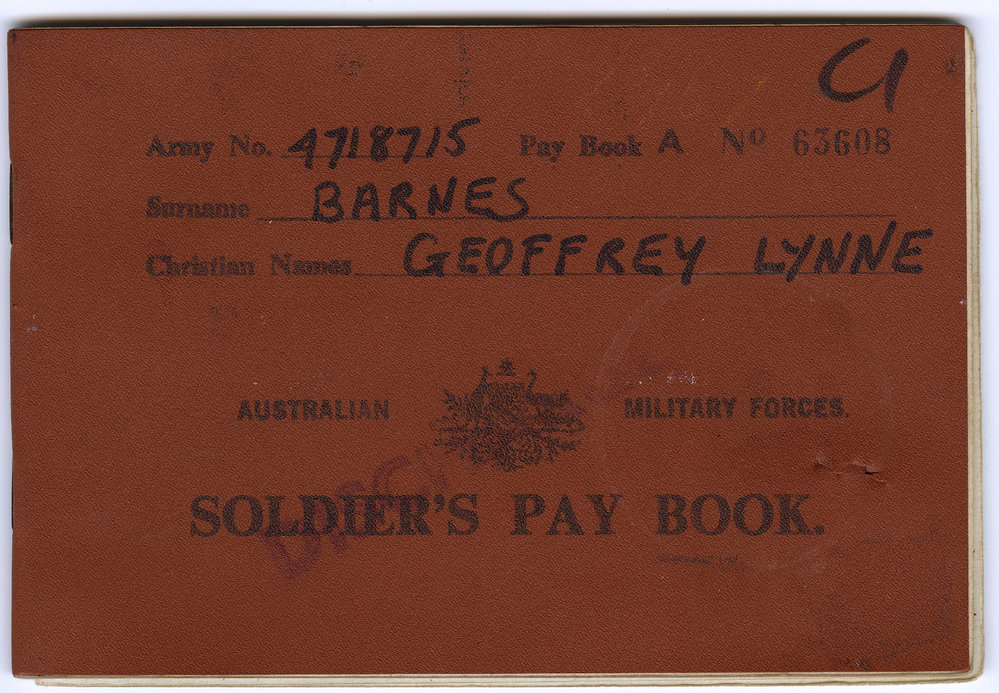 C1
Army No. 4718715 Pay Book A Nº 63608
Surname BARNES
Christian Names GEOFFREY LYNNE
AUSTRALIAN MILITARY FORCES.
SOLDIER'S PAY BOOK.